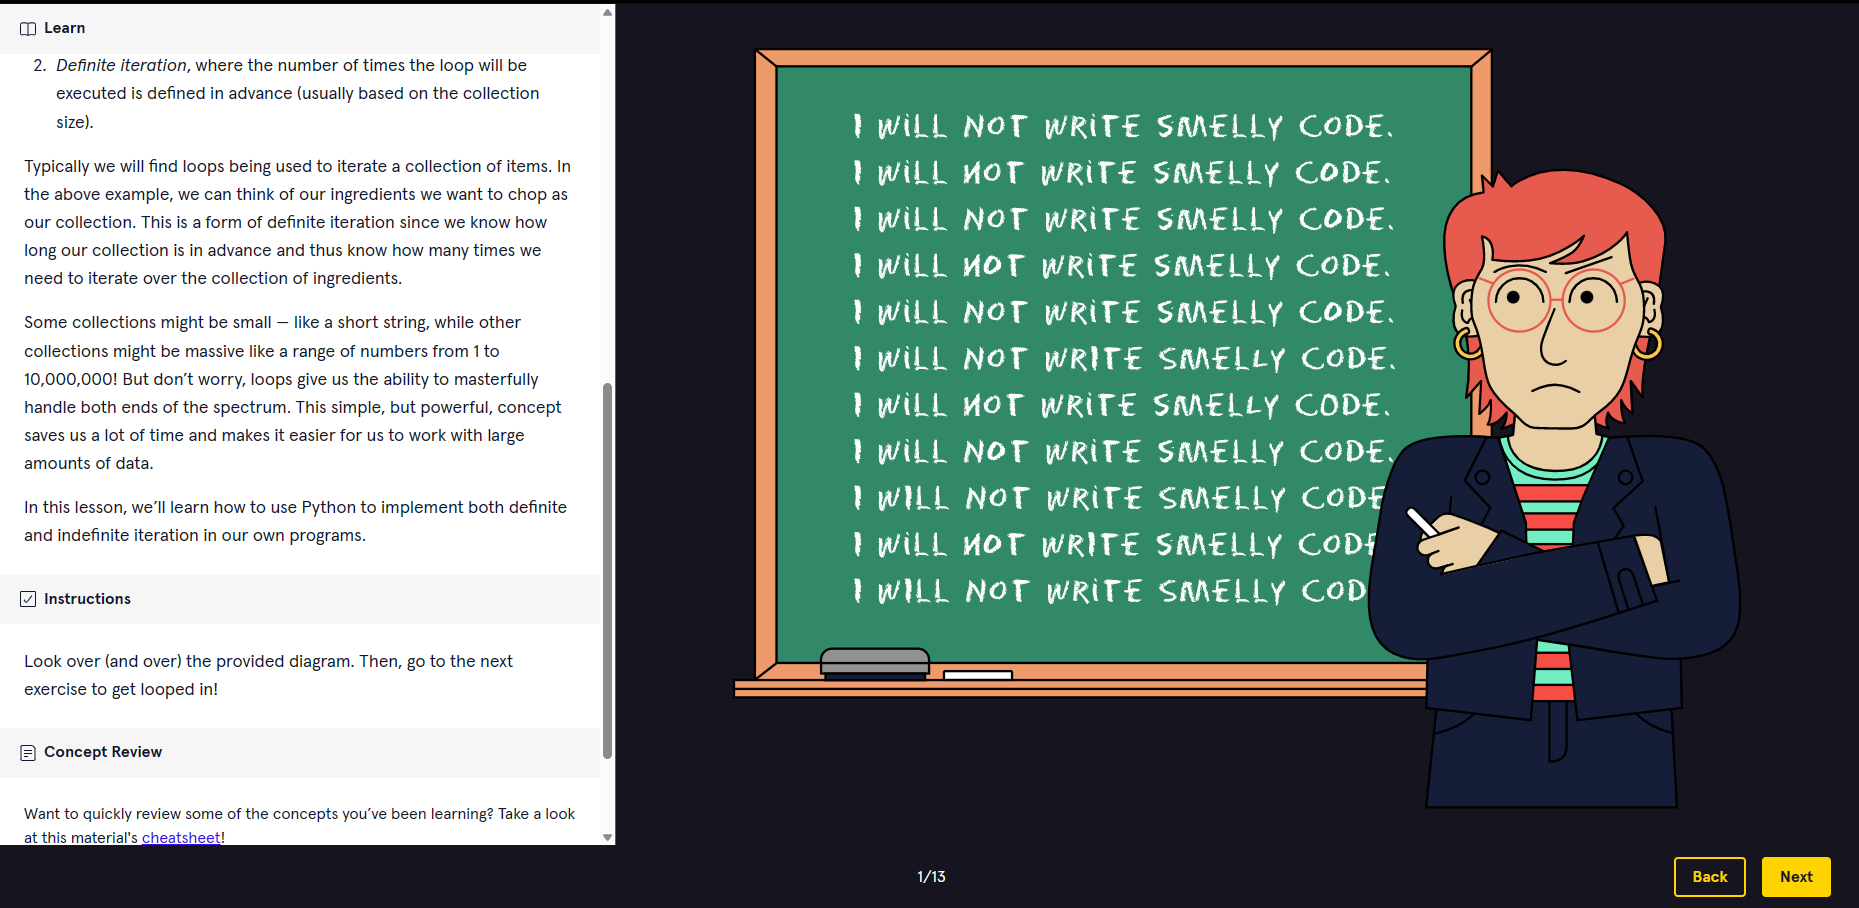 Learn
2. Definite iteration, where the number of times the loop will be
executed is defined in advance (usually based on the collection
size).
Typically we will find loops being used to iterate a collection of items. In
the above example, we can think of our ingredients we want to chop as
our collection. This is a form of definite iteration since we know how
long our collection is in advance and thus know how many times we
need to iterate over the collection of ingredients.
Some collections might be small — like a short string, while other
collections might be massive like a range of numbers from 1 to
10,000,000! But don’t worry, loops give us the ability to masterfully
handle both ends of the spectrum. This simple, but powerful, concept
saves us a lot of time and makes it easier for us to work with large
amounts of data.
In this lesson, we’ll learn how to use Python to implement both definite
and indefinite iteration in our own programs.
Instructions
Look over (and over) the provided diagram. Then, go to the next
exercise to get looped in!
Concept Review
Want to quickly review some of the concepts you’ve been learning? Take a look
at this material's cheatsheet!
I WILL NOT WRITE SMELLY CODE.
I WILL NOT WRITE SMELLY CODE.
I WILL NOT WRITE SMELLY CODE.
I WILL NOT WRITE SMELLY CODE.
I WILL NOT WRITE SMELLY CODE.
I WILL NOT WRITE SMELLY CODE.
I WILL NOT WRITE SMELLY CODE.
I WILL NOT WRITE SMELLY CODE.
I WILL NOT WRITE SMELLY CODE
I WILL NOT WRITE SMELLY CODE
I WILL NOT WRITE SMELLY COD
1/13
Back
Next